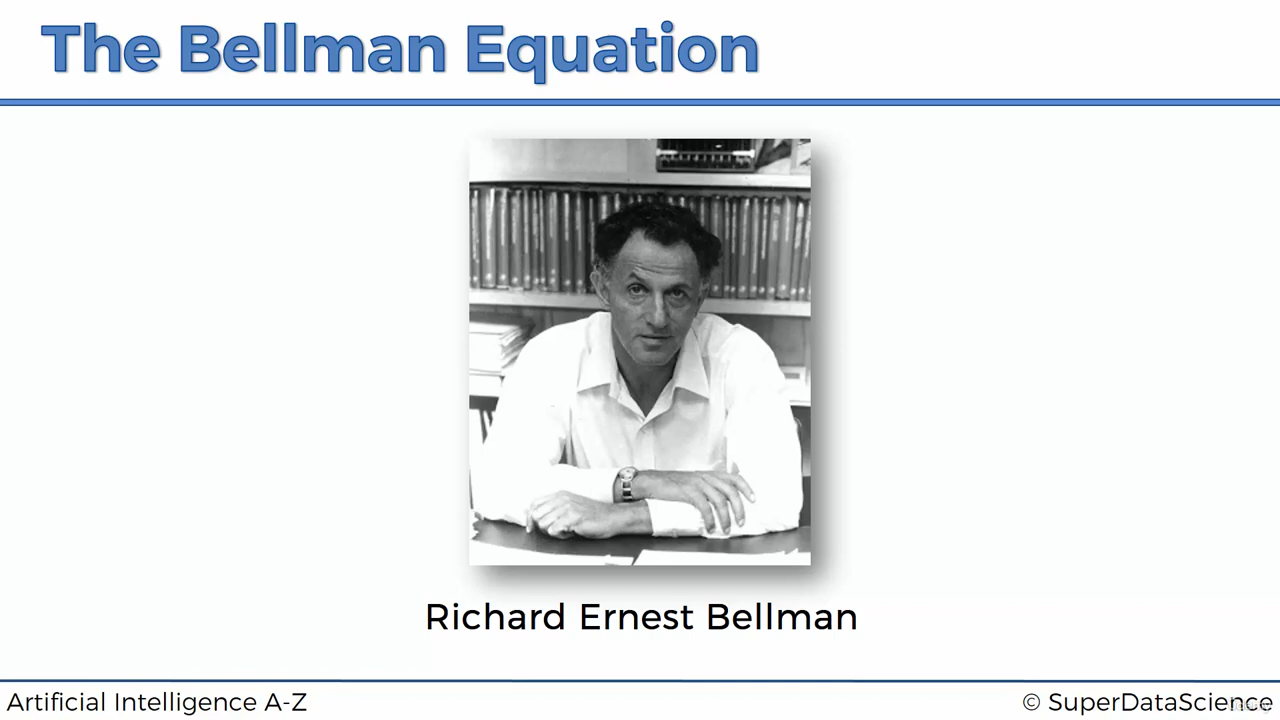 The Bellman Equation
Richard Ernest Bellman
Artificial Intelligence A-Z
© SuperDataScience